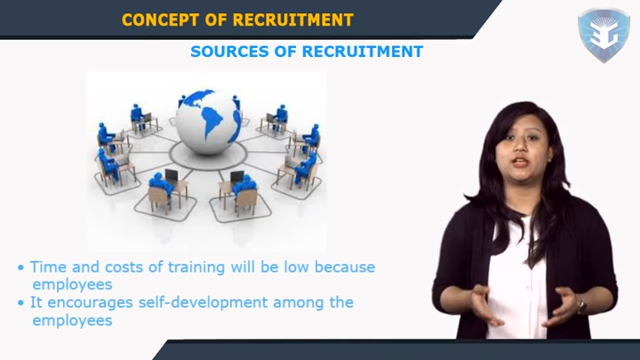 CONCEPT OF RECRUITMENT
SOURCES OF RECRUITMENT
• Time and costs of training will be low because
employees
• It encourages self-development among the
employees